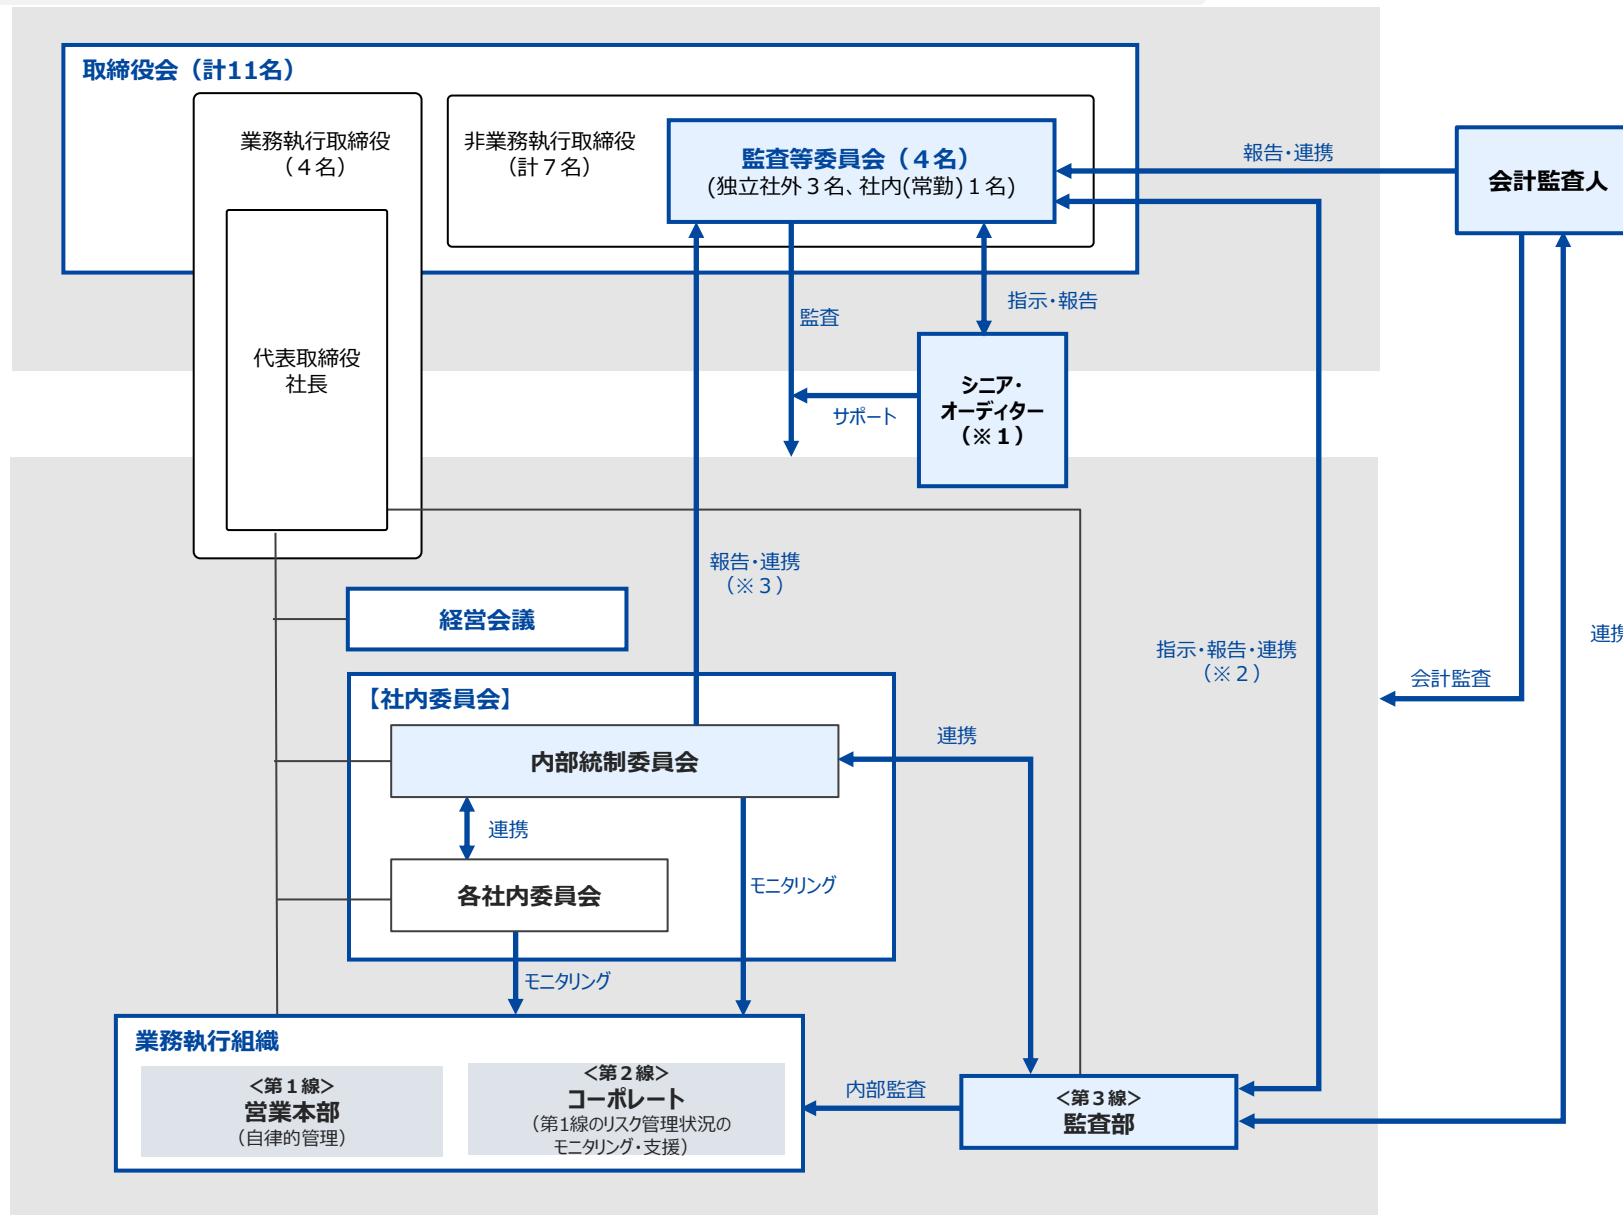 取締役会（計11名）
業務執行取締役
（４名）
非業務執行取締役
（計７名）
監査等委員会（４名）
(独立社外３名、社内(常勤)１名)
報告・連携
会計監査人
代表取締役
社長
監査
指示・報告
サポート
シニア・
オーディター
（※１）
報告・連携
（※３）
経営会議
指示・報告・連携
（※２）
会計監査
連携
【社内委員会】
内部統制委員会
連携
連携
各社内委員会
モニタリング
モニタリング
業務執行組織
<第１線>
営業本部
（自律的管理）
<第２線>
コーポレート
（第1線のリスク管理状況の
モニタリング・支援）
内部監査
<第３線>
監査部